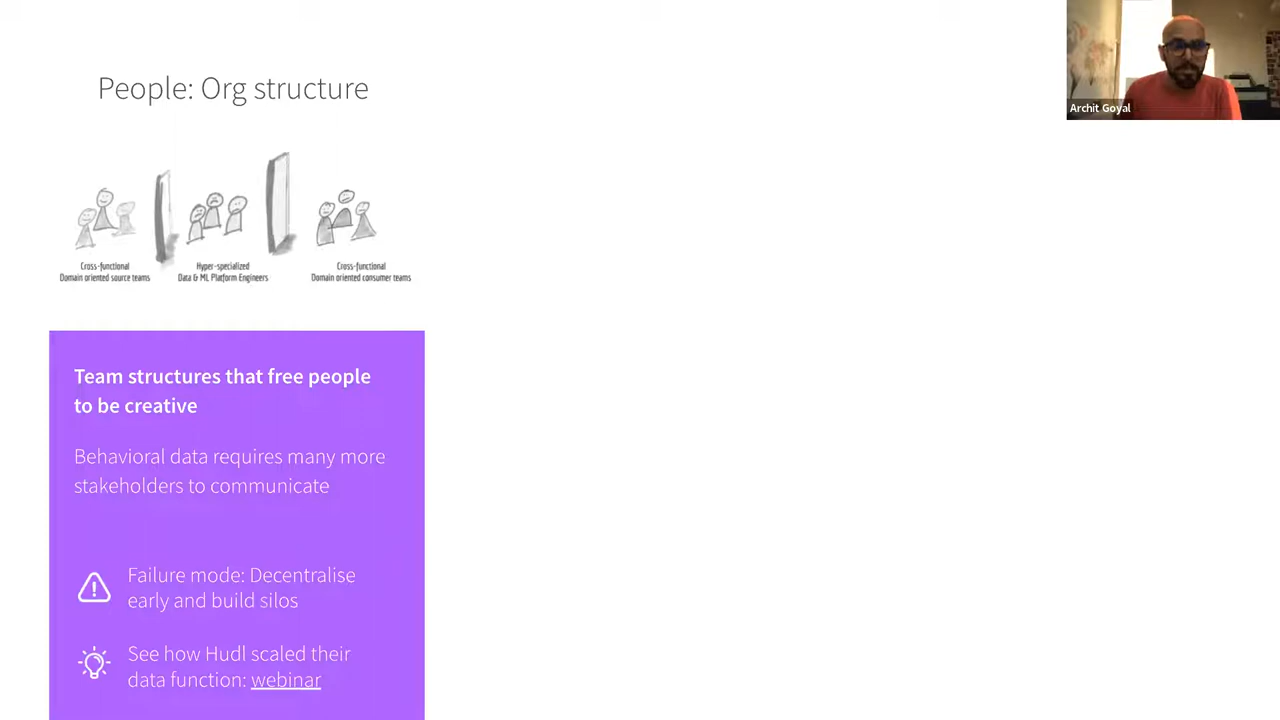 People: Org structure
Archit Goyal
Cross-functional
Domain oriented source teams
Hyper-specialized
Data & ML Platform Engineers
Cross-functional
Domain oriented consumer teams
Team structures that free people
to be creative
Behavioral data requires many more
stakeholders to communicate
Failure mode: Decentralise
early and build silos
See how Hudl scaled their
data function: webinar